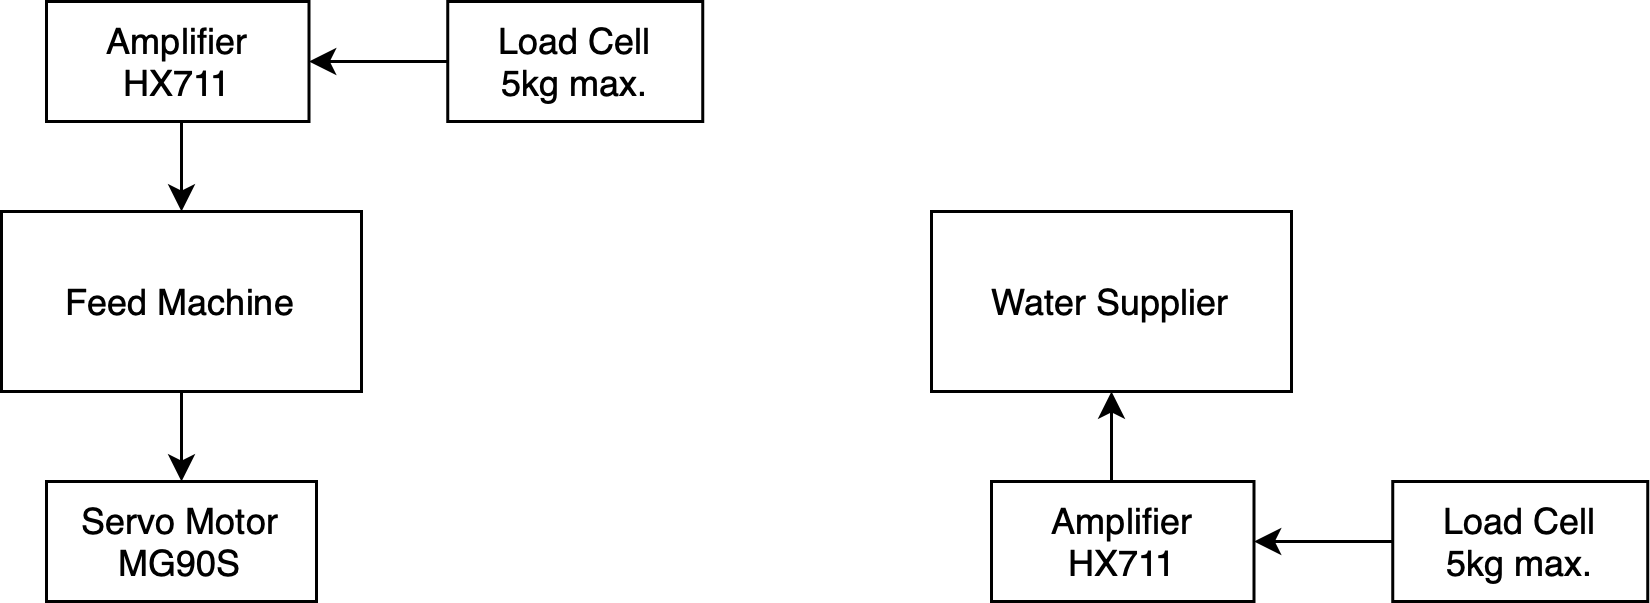 Amplifier
HX711
Load Cell
5kg max.
Feed Machine
Water Supplier
Servo Motor
MG90S
Amplifier
HX711
Load Cell
5kg max.